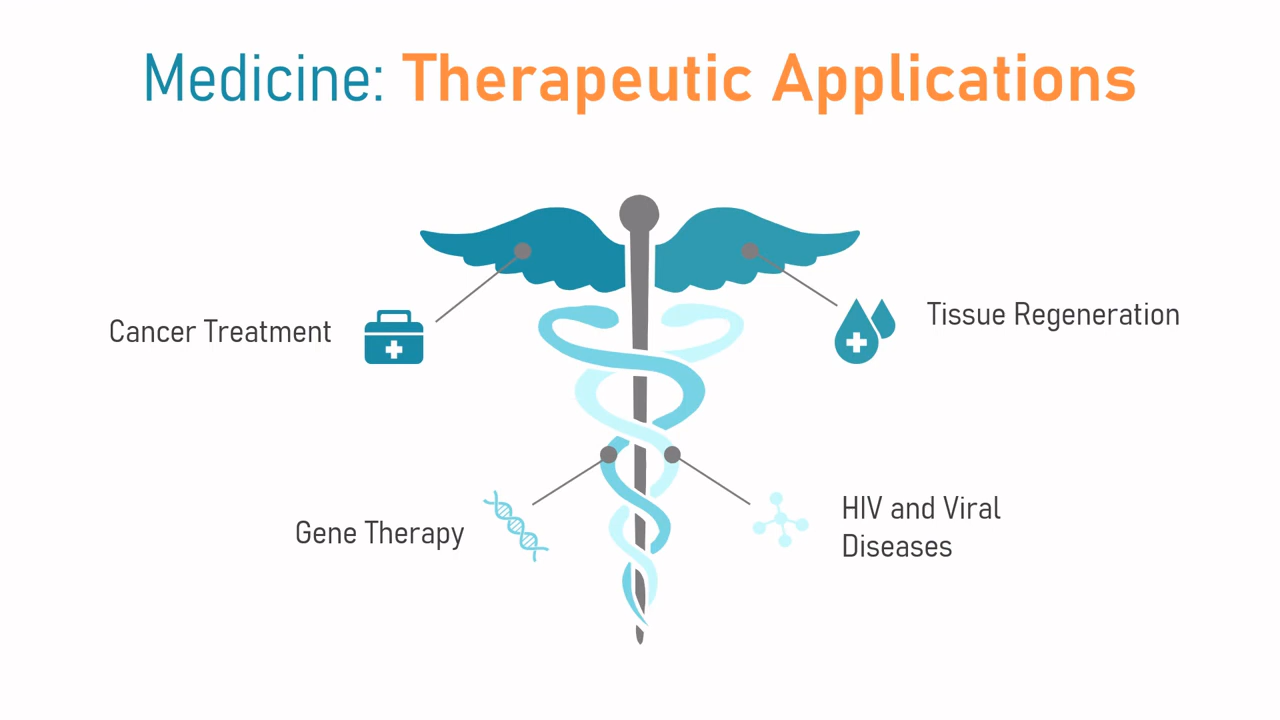 Medicine: Therapeutic Applications
Cancer Treatment
Tissue Regeneration
Gene Therapy
HIV and Viral
Diseases